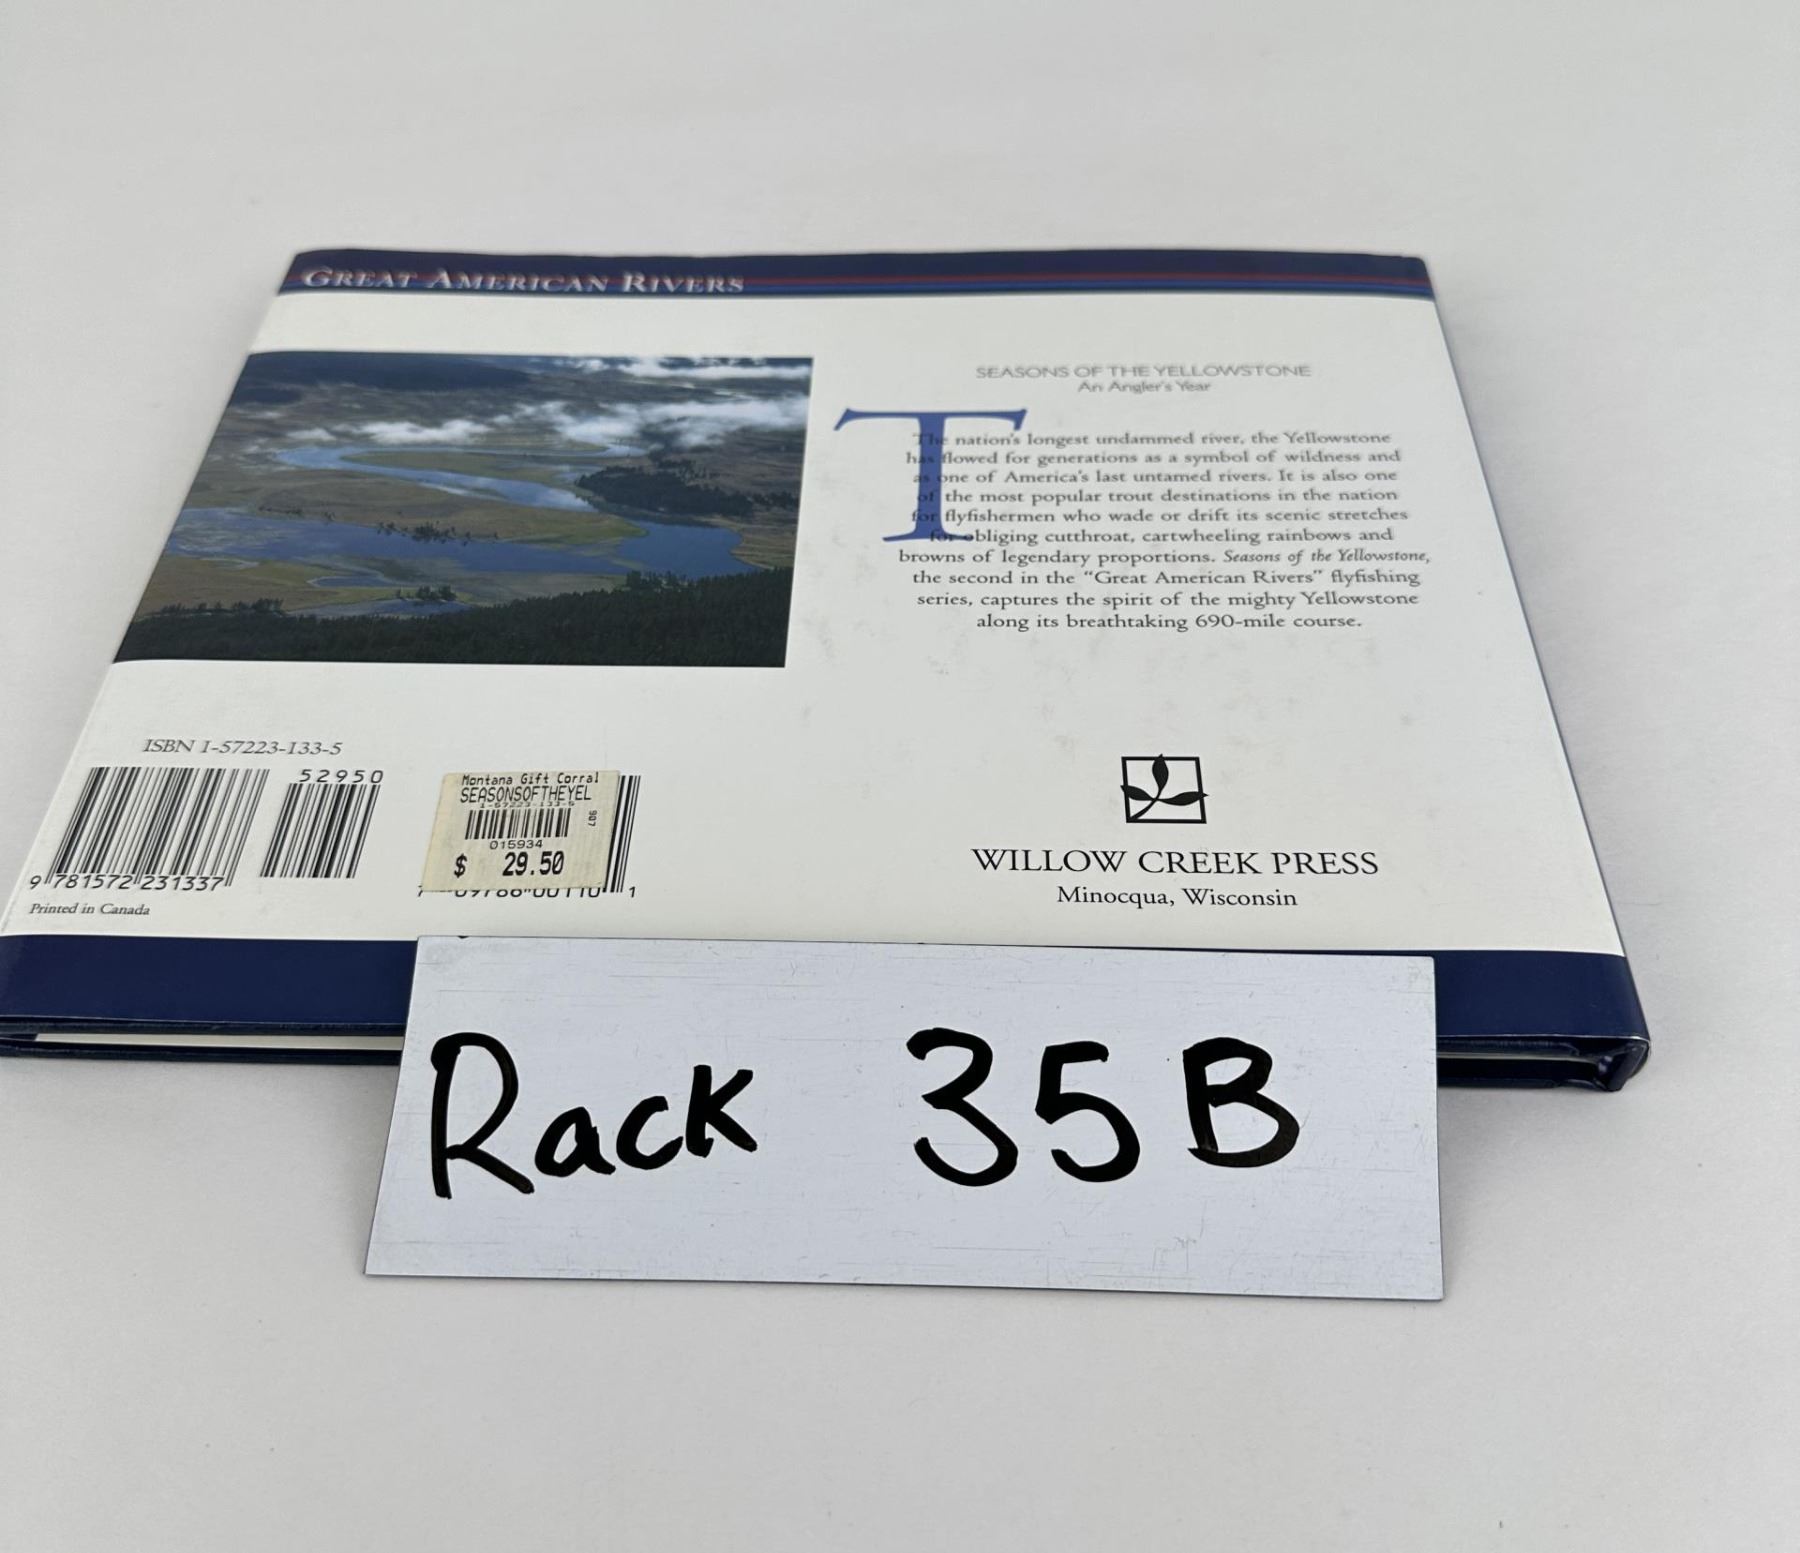 GREAT AMERICAN RIVERS
SEASONS OF THE YELLOWSTONE
An Angler's Year
The nation's longest undammed river, the Yellowstone
has flowed for generations as a symbol of wildness and
as one of America's last untamed rivers. It is also one
of the most popular trout destinations in the nation
for flyfishermen who wade or drift its scenic stretches
for obliging cutthroat, cartwheeling rainbows and
browns of legendary proportions. Seasons of the Yellowstone,
the second in the "Great American Rivers" flyfishing
series, captures the spirit of the mighty Yellowstone
along its breathtaking 690-mile course.
ISBN 1-57223-133-5
52950
9 781572 231337
Printed in Canada
Montana Gift Corral
SEASONSOFTHEYEL
1-57223-133-5
907
015934
$ 29.50
1
WILLOW CREEK PRESS
Minocqua, Wisconsin
Rack 35B